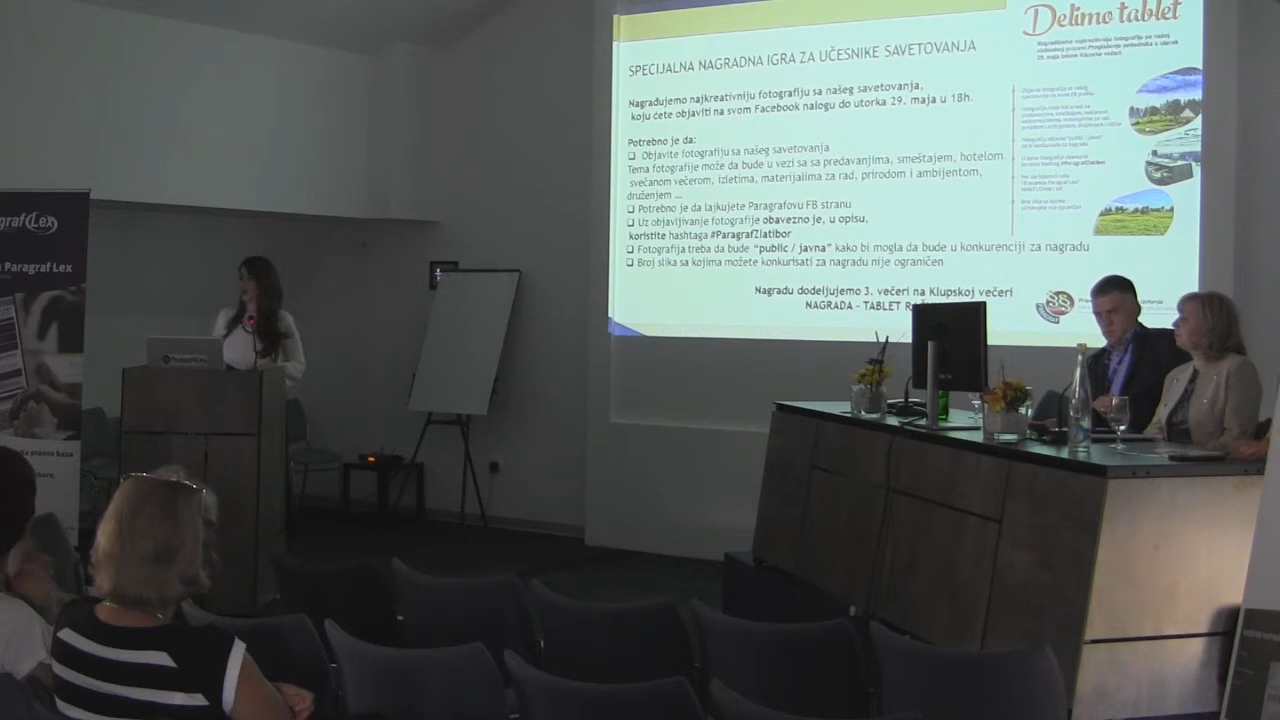 graf Lex
a Paragraf Lex
a pravna baza
Paragraf Lex
SPECIJALNA NAGRADNA IGRA ZA UČESNIKE SAVETOVANJA
Nagrađujemo najkreativniju fotografiju sa našeg savetovanja,
koju ćete objaviti na svom Facebook nalogu do utorka 29. maja u 18h.
Potrebno je da:
Objavite fotografiju sa našeg savetovanja
Tema fotografije može da bude u vezi sa sa predavanjima, smeštajem, hotelom
svečanom večerom, izletima, materijalima za rad, prirodom i ambijentom,
druženjem ...
Potrebno je da lajkujete Paragrafovu FB stranu
Uz objavljivanje fotografije obavezno je, u opisu,
koristite hashtaga #ParagrafZlatibor
Fotografija treba da bude "public / javna" kako bi mogla da bude u konkurenciji za nagradu
Broj slika sa kojima možete konkurisati za nagradu nije ograničen
Nagradu dodeljujemo 3. večeri na Klupskoj večeri
NAGRADA - TABLET
Delimo tablet
#ParagrafZlatibor